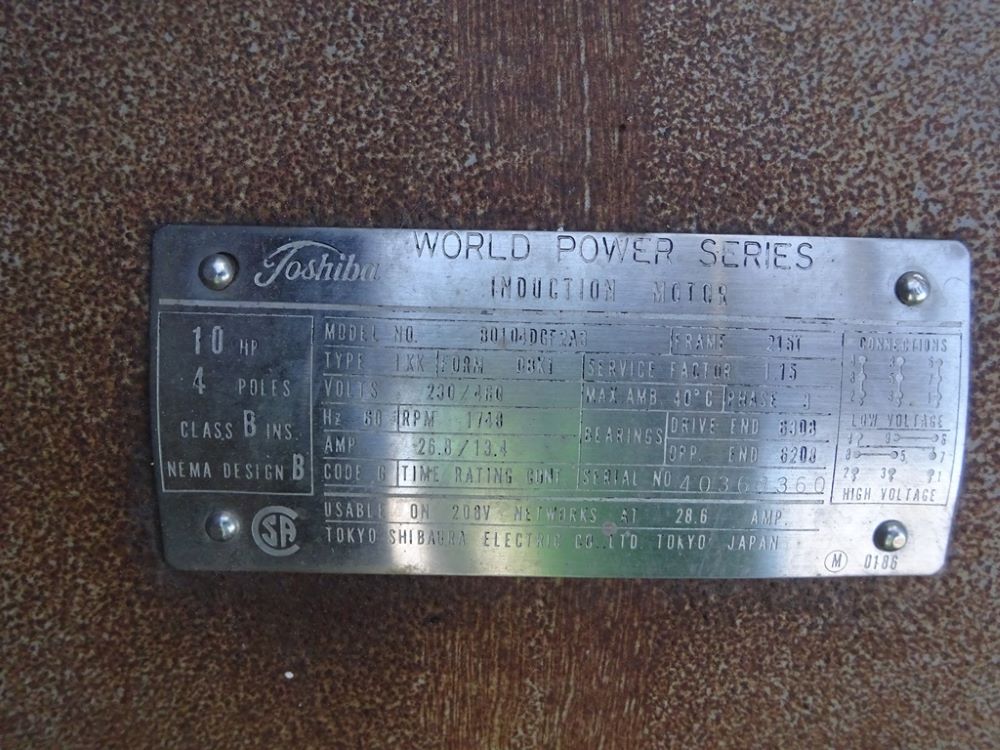 Toshiba WORLD POWER SERIES
INDUCTION MOTOR
10 HP
4 POLES
CLASS B INS.
NEMA DESIGN B
MODEL NO. FRAME 215T
TYPE FORM SERVICE FACTOR 1.15
VOLTS 230/460 MAX AMB. 40°C PHASE 3
Hz 60 RPM 1740 BEARINGS DRIVE END 6308
AMP. 26.8/13.4 OPP. END 6208
CODE G TIME RATING CONT SERIAL NO
USABLE ON 208V NETWORKS AT 28.6 AMP.
TOKYO SHIBAURA ELECTRIC CO., LTD. TOKYO JAPAN
CONNECTIONS
LOW VOLTAGE
HIGH VOLTAGE
M 0186